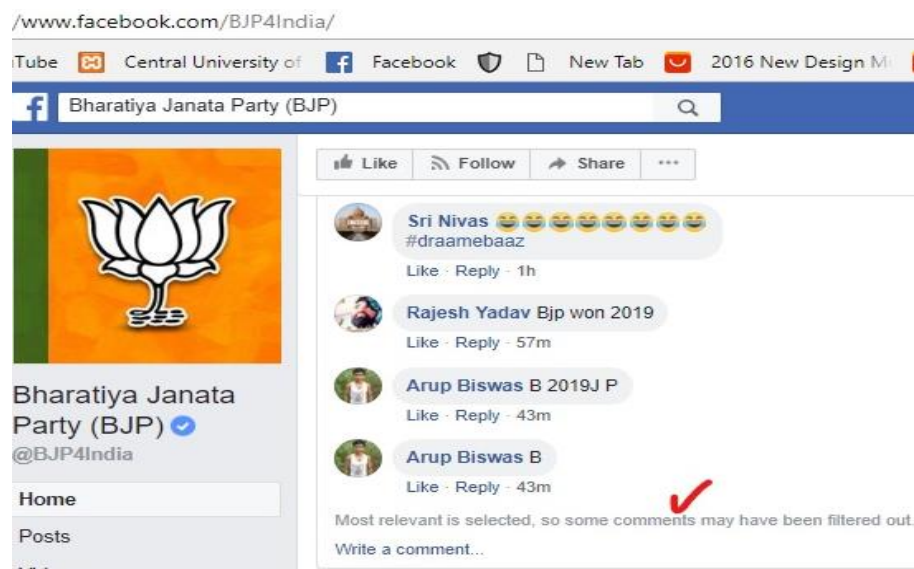 /www.facebook.com/BJP4India/
Tube Central University of Facebook New Tab 2016 New Design M
Bharatiya Janata Party (BJP)
Like Follow Share ...
Sri Nivas 😂😂😂😂😂😂😂😂
#draamebaaz
Like · Reply · 1h
Rajesh Yadav Bjp won 2019
Like · Reply · 57m
Arup Biswas B 2019J P
Like · Reply · 43m
Arup Biswas B
Like · Reply · 43m
Most relevant is selected, so some comments may have been filtered out.
Write a comment...
Bharatiya Janata
Party (BJP)
@BJP4India
Home
Posts